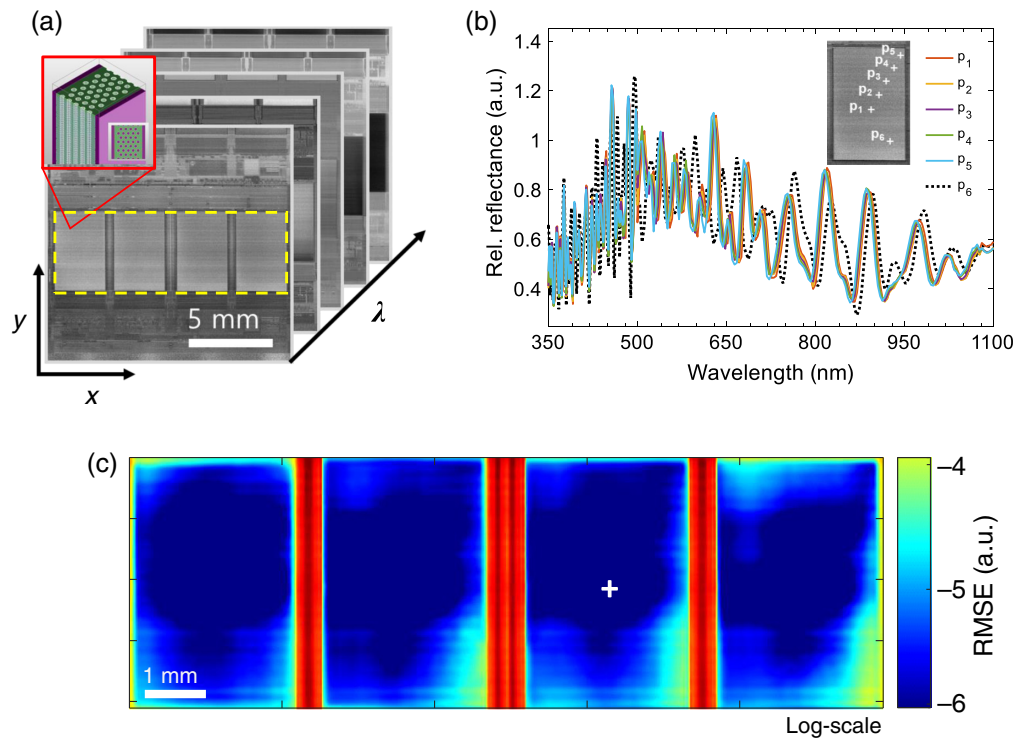 (a)
5 mm
y
x
λ
(b)
Rel. reflectance (a.u.)
1.4
1.2
1
0.8
0.6
0.4
350
500
650
800
950
1100
Wavelength (nm)
p5
p4
p3
p2
p1
p6
p1
p2
p3
p4
p5
p6
(c)
1 mm
–4
–5
–6
RMSE (a.u.)
Log-scale